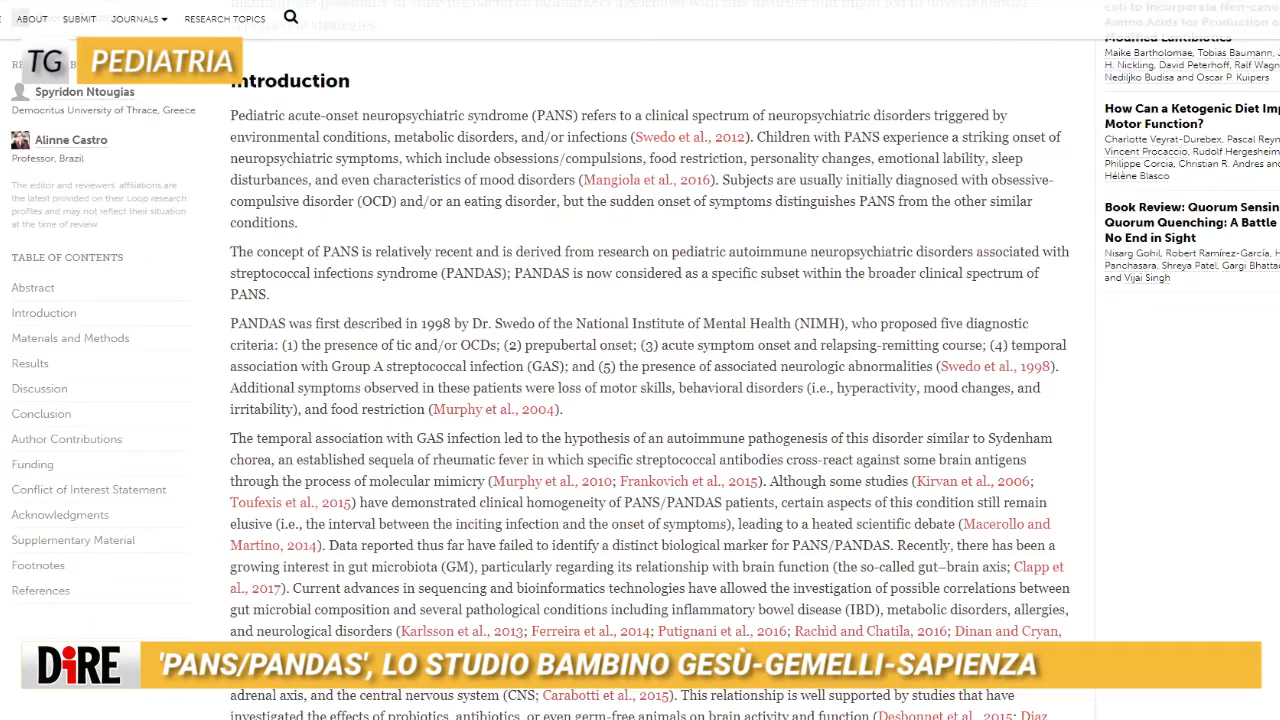 ABOUT SUBMIT JOURNALS RESEARCH TOPICS
TG PEDIATRIA
Spyridon Ntougias
Democritus University of Thrace, Greece
Alinne Castro
Professor, Brazil
The editor and reviewers' affiliations are
the latest provided on their Loop research
profiles and may not reflect their situation
at the time of review.
TABLE OF CONTENTS
Abstract
Introduction
Materials and Methods
Results
Discussion
Conclusion
Author Contributions
Funding
Conflict of Interest Statement
Acknowledgments
Supplementary Material
Footnotes
References
Introduction
Pediatric acute-onset neuropsychiatric syndrome (PANS) refers to a clinical spectrum of neuropsychiatric disorders triggered by
environmental conditions, metabolic disorders, and/or infections (Swedo et al., 2012). Children with PANS experience a striking onset of
neuropsychiatric symptoms, which include obsessions/compulsions, food restriction, personality changes, emotional lability, sleep
disturbances, and even characteristics of mood disorders (Mangiola et al., 2016). Subjects are usually initially diagnosed with obsessive-
compulsive disorder (OCD) and/or an eating disorder, but the sudden onset of symptoms distinguishes PANS from the other similar
conditions.
The concept of PANS is relatively recent and is derived from research on pediatric autoimmune neuropsychiatric disorders associated with
streptococcal infections syndrome (PANDAS); PANDAS is now considered as a specific subset within the broader clinical spectrum of
PANS.
PANDAS was first described in 1998 by Dr. Swedo of the National Institute of Mental Health (NIMH), who proposed five diagnostic
criteria: (1) the presence of tic and/or OCDs; (2) prepubertal onset; (3) acute symptom onset and relapsing-remitting course; (4) temporal
association with Group A streptococcal infection (GAS); and (5) the presence of associated neurologic abnormalities (Swedo et al., 1998).
Additional symptoms observed in these patients were loss of motor skills, behavioral disorders (i.e., hyperactivity, mood changes, and
irritability), and food restriction (Murphy et al., 2004).
The temporal association with GAS infection led to the hypothesis of an autoimmune pathogenesis of this disorder similar to Sydenham
chorea, an established sequela of rheumatic fever in which specific streptococcal antibodies cross-react against some brain antigens
through the process of molecular mimicry (Murphy et al., 2010; Frankovich et al., 2015). Although some studies (Kirvan et al., 2006;
Toufexis et al., 2015) have demonstrated clinical homogeneity of PANS/PANDAS patients, certain aspects of this condition still remain
elusive (i.e., the interval between the inciting infection and the onset of symptoms), leading to a heated scientific debate (Macerollo and
Martino, 2014). Data reported thus far have failed to identify a distinct biological marker for PANS/PANDAS. Recently, there has been a
growing interest in gut microbiota (GM), particularly regarding its relationship with brain function (the so-called gut–brain axis; Clapp et
al., 2017). Current advances in sequencing and bioinformatics technologies have allowed the investigation of possible correlations between
gut microbial composition and several pathological conditions including inflammatory bowel disease (IBD), metabolic disorders, allergies,
and neurological disorders (Karlsson et al., 2013; Ferreira et al., 2014; Putignani et al., 2016; Rachid and Chatila, 2016; Dinan and Cryan,
adrenal axis, and the central nervous system (CNS; Carabotti et al., 2015). This relationship is well supported by studies that have
investigated the effects of probiotics, antibiotics, or even germ-free animals on brain activity and function (Desbonnet et al., 2015; Diaz
coli to Incorporate Non-cano
Amino Acids for Production o
Modified Lantibiotics
Maike Bartholomae, Tobias Baumann, J
H. Nickling, David Peterhoff, Ralf Wagn
Nediljko Budisa and Oscar P. Kuipers
How Can a Ketogenic Diet Im
Motor Function?
Charlotte Veyrat-Durebex, Pascal Reyn
Vincent Procaccio, Rudolf Hergesheim
Philippe Corcia, Christian R. Andres and
Hélène Blasco
Book Review: Quorum Sensin
Quorum Quenching: A Battle
No End in Sight
Nisarg Gohil, Robert Ramírez-García, H
Panchasara, Shreya Patel, Gargi Bhatta
and Vijai Singh
DiRE 'PANS/PANDAS', LO STUDIO BAMBINO GESÙ-GEMELLI-SAPIENZA